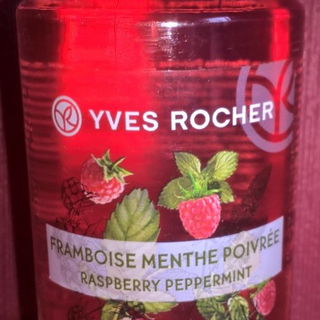 YVES ROCHER
FRAMBOISE MENTHE POIVRÉE
RASPBERRY PEPPERMINT